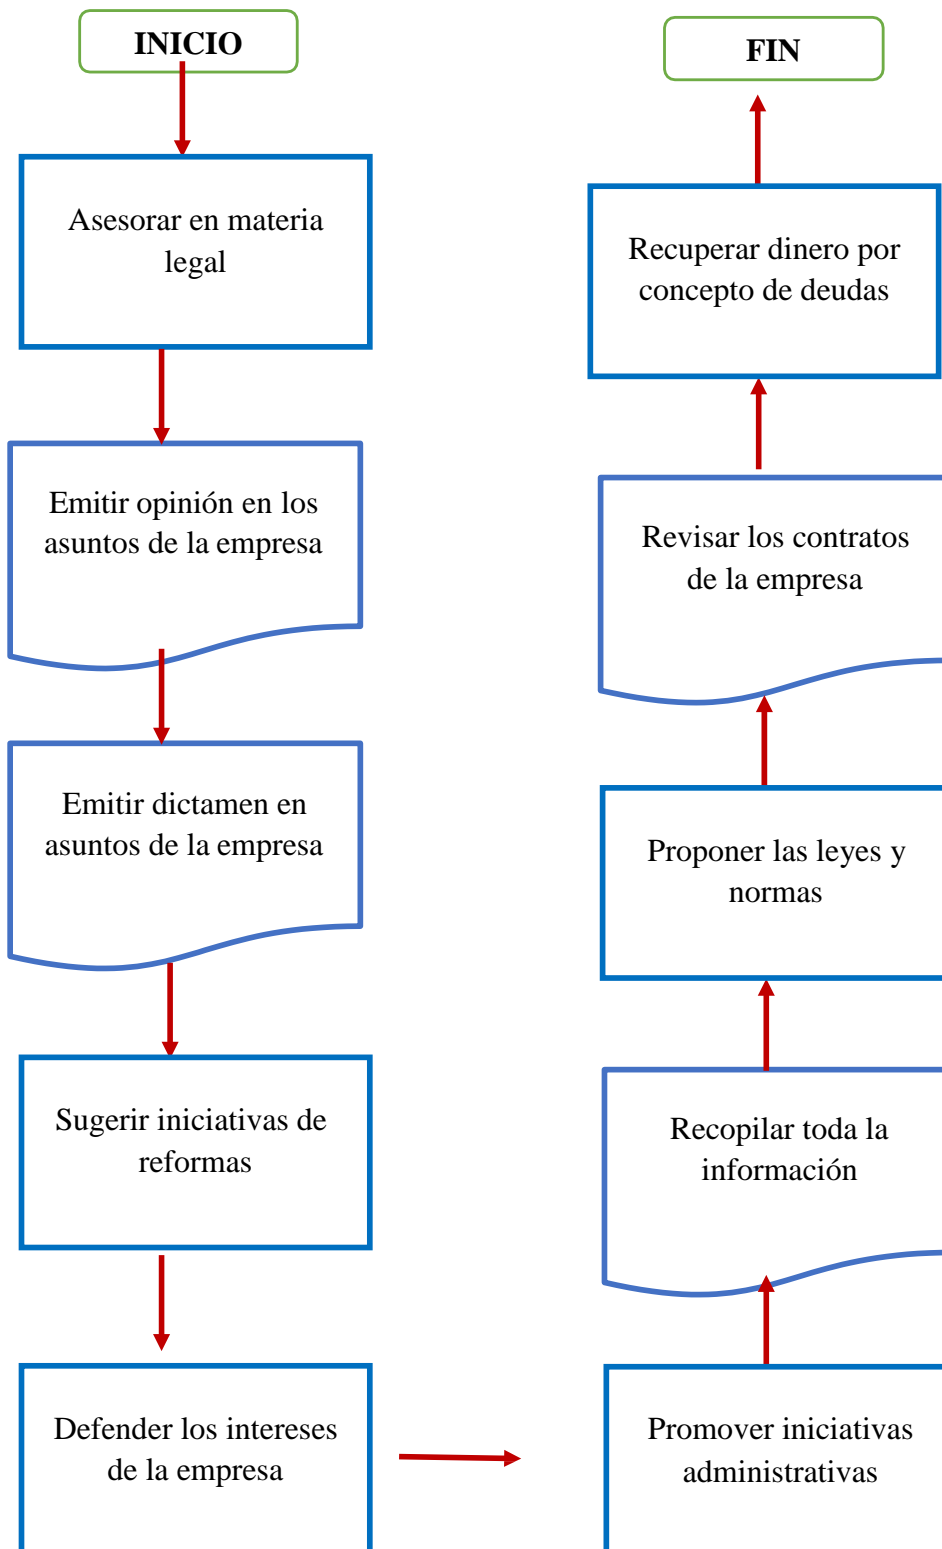 INICIO
Asesorar en materia
legal
Emitir opinión en los
asuntos de la empresa
Emitir dictamen en
asuntos de la empresa
Sugerir iniciativas de
reformas
Defender los intereses
de la empresa
Promover iniciativas
administrativas
Recopilar toda la
información
Proponer las leyes y
normas
Revisar los contratos
de la empresa
Recuperar dinero por
concepto de deudas
FIN